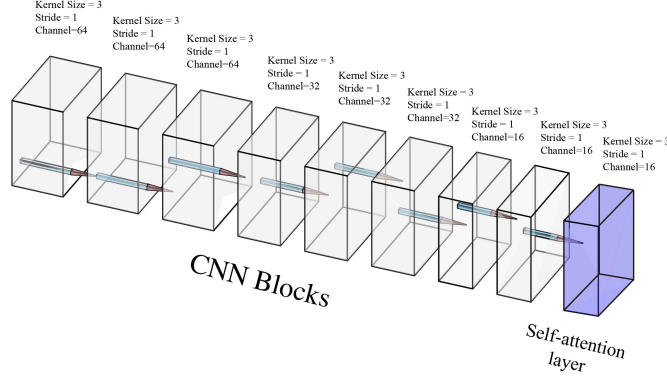 Kernel Size = 3
Stride = 1
Channel=64
Kernel Size = 3
Stride = 1
Channel=64
Kernel Size = 3
Stride = 1
Channel=64
Kernel Size = 3
Stride − 1
Channel=32
Kernel Size = 3
Stride = 1
Channel=32
Kernel Size − 3
Stride = 1
Channel=32
Kernel Size = 3
Stride − 1
Channel=16
Kernel Size = 3
Stride = 1
Channel=16
Kernel Size − 3
Stride = 1
Channel=16
CNN Blocks
Self-attention
layer